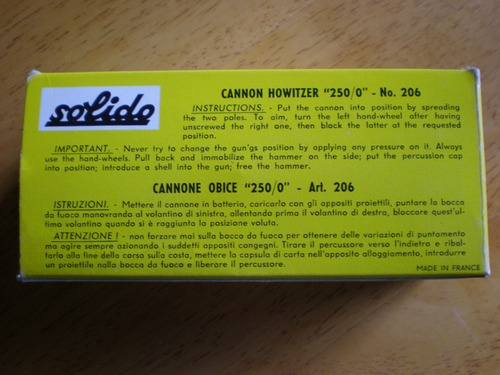 solido
CANNON HOWITZER "250/0" - No. 206
INSTRUCTIONS. - Put the cannon into position by spreading
the two poles. To aim, turn the left hand-wheel after having
unscrewed the right one, then block the latter at the requested
position.
IMPORTANT. - Never try to change the gun'gs position by applying any pressure on it. Always
use the hand-wheels. Pull back and immobilize the hammer on the side; put the percussion cap
into position; introduce a shell into the gun; free the hammer.
CANNONE OBICE "250/0" - Art. 206
ISTRUZIONI. - Mettere il cannone in batteria, caricarlo con gli appositi proiettili, puntare la bocca
da fuoco manovrando al volantino di sinistra, allentando prima il volantino di destra, bloccare quest'ul-
timo volantino quando si è raggiunta la posizione voluta.
ATTENZIONE ! - non forzare mai sulla bocca da fuoco per ottenere delle variazioni di puntamento
ma agire sempre azionando i suddetti appositi congegni. Tirare il percussore verso l'indietro e ribal-
tarlo alla fine della corsa sulla costa, mettere la capsula di carta nell'apposito alloggiamento, introdurre
un proiettile nalla bocca da fuoco e liberare il percussore.
MADE IN FRANCE